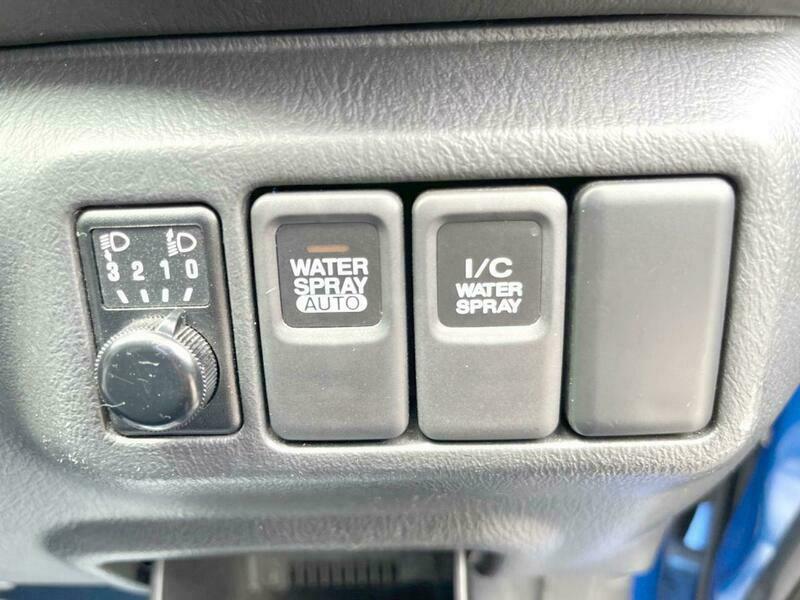 3 2 1 0
WATER
SPRAY
AUTO
I/C
WATER
SPRAY